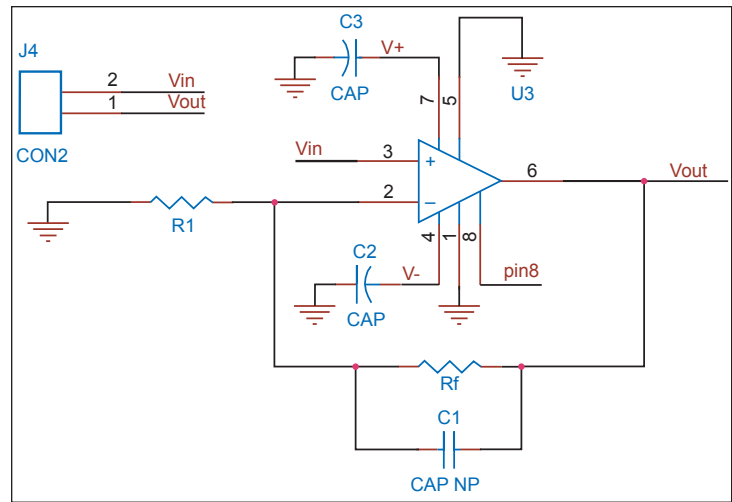 C3
J4
V+
2
Vin
CAP
7
5
U3
1
Vout
CON2
Vin
3
+
6
Vout
2
–
R1
4
1
8
C2
V-
pin8
CAP
Rf
C1
CAP NP